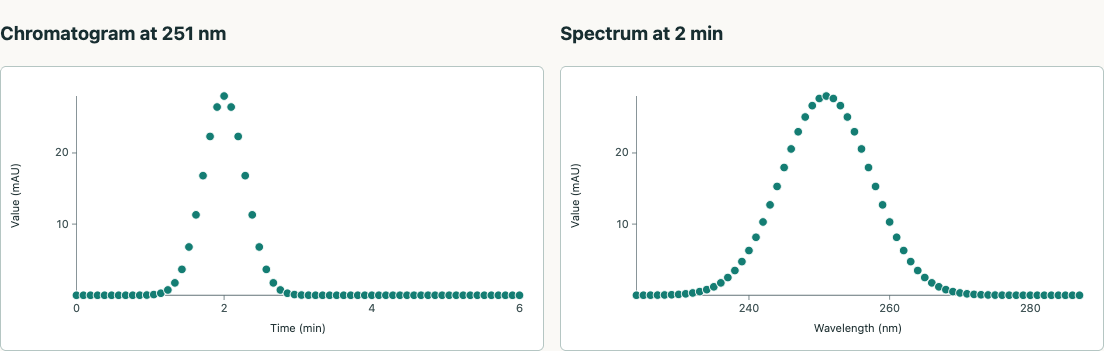 Chromatogram at 251 nm
Spectrum at 2 min
Value (mAU)
20
10
0
2
4
6
Time (min)
Value (mAU)
20
10
240
260
280
Wavelength (nm)